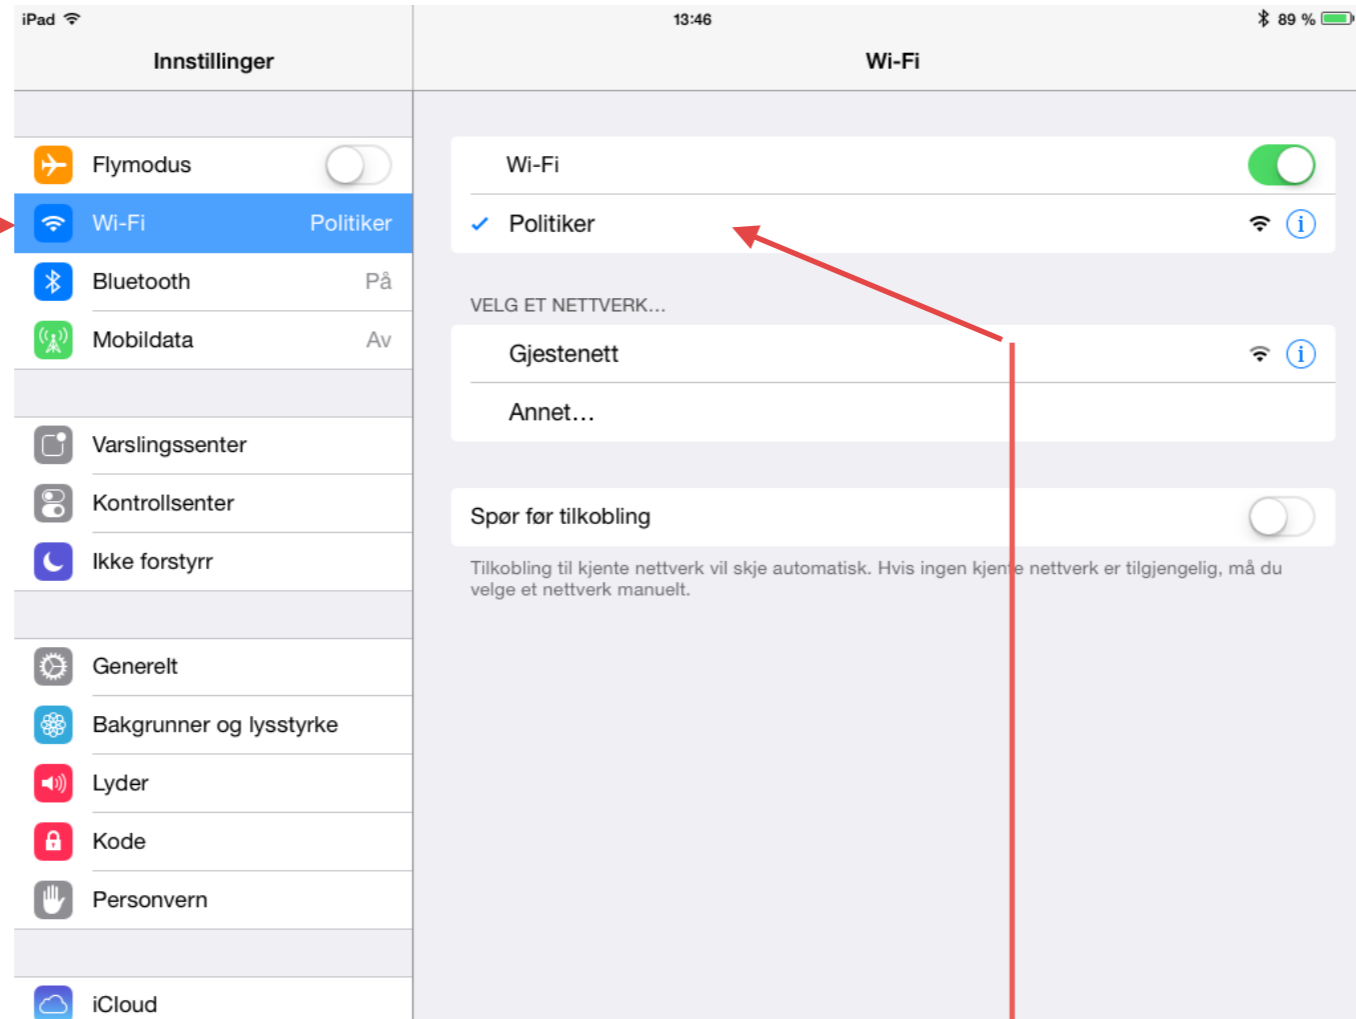 iPad 13:46 89 %
Innstillinger
Wi-Fi
Flymodus
Wi-Fi Politiker
Bluetooth På
Mobildata Av
Varslingssenter
Kontrollsenter
Ikke forstyrr
Generelt
Bakgrunner og lysstyrke
Lyder
Kode
Personvern
iCloud
Wi-Fi
Politiker
VELG ET NETTVERK...
Gjestenett
Annet...
Spør før tilkobling
Tilkobling til kjente nettverk vil skje automatisk. Hvis ingen kjente nettverk er tilgjengelig, må du
velge et nettverk manuelt.